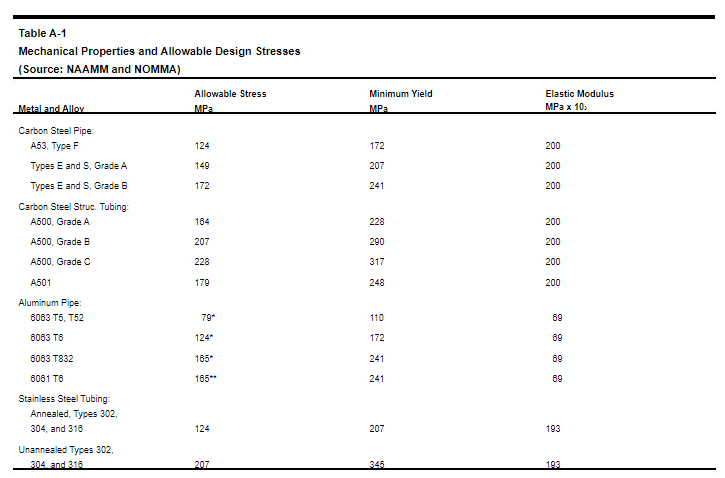 Table A-1
Mechanical Properties and Allowable Design Stresses
(Source: NAAMM and NOMMA)
Allowable Stress Minimum Yield Elastic Modulus
Metal and Alloy MPa MPa MPa x 10₃
Carbon Steel Pipe:
A53, Type F 124 172 200
Types E and S, Grade A 149 207 200
Types E and S, Grade B 172 241 200
Carbon Steel Struc. Tubing:
A500, Grade A 164 228 200
A500, Grade B 207 290 200
A500, Grade C 228 317 200
A501 179 248 200
Aluminum Pipe:
6063 T5, T52 79* 110 69
6063 T6 124* 172 69
6063 T832 165* 241 69
6061 T6 165** 241 69
Stainless Steel Tubing:
Annealed, Types 302,
304, and 316 124 207 193
Unannealed Types 302,
304, and 316 207 345 193